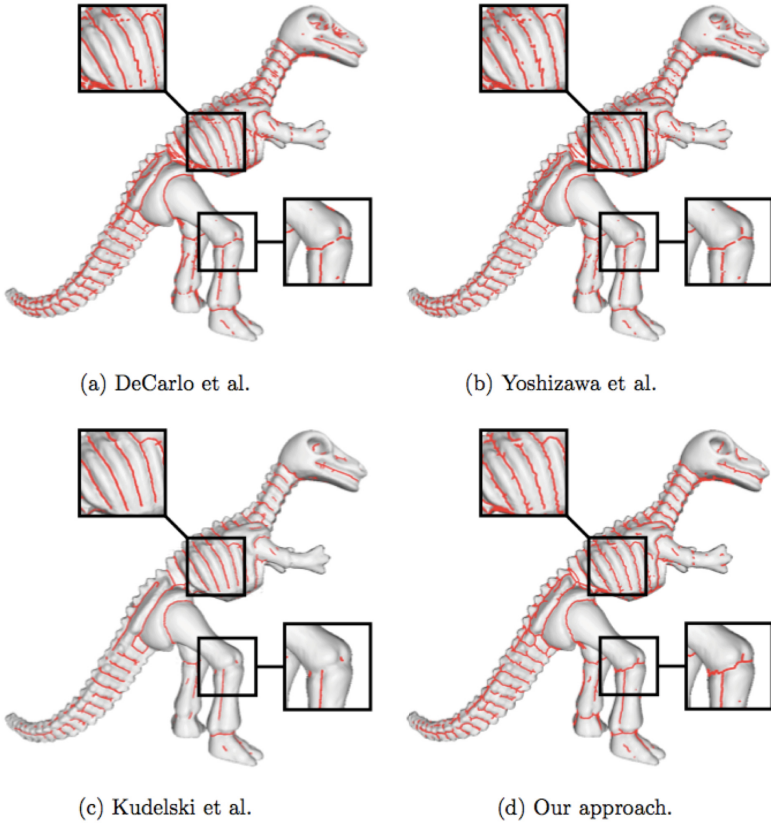 (a) DeCarlo et al.
(b) Yoshizawa et al.
(c) Kudelski et al.
(d) Our approach.